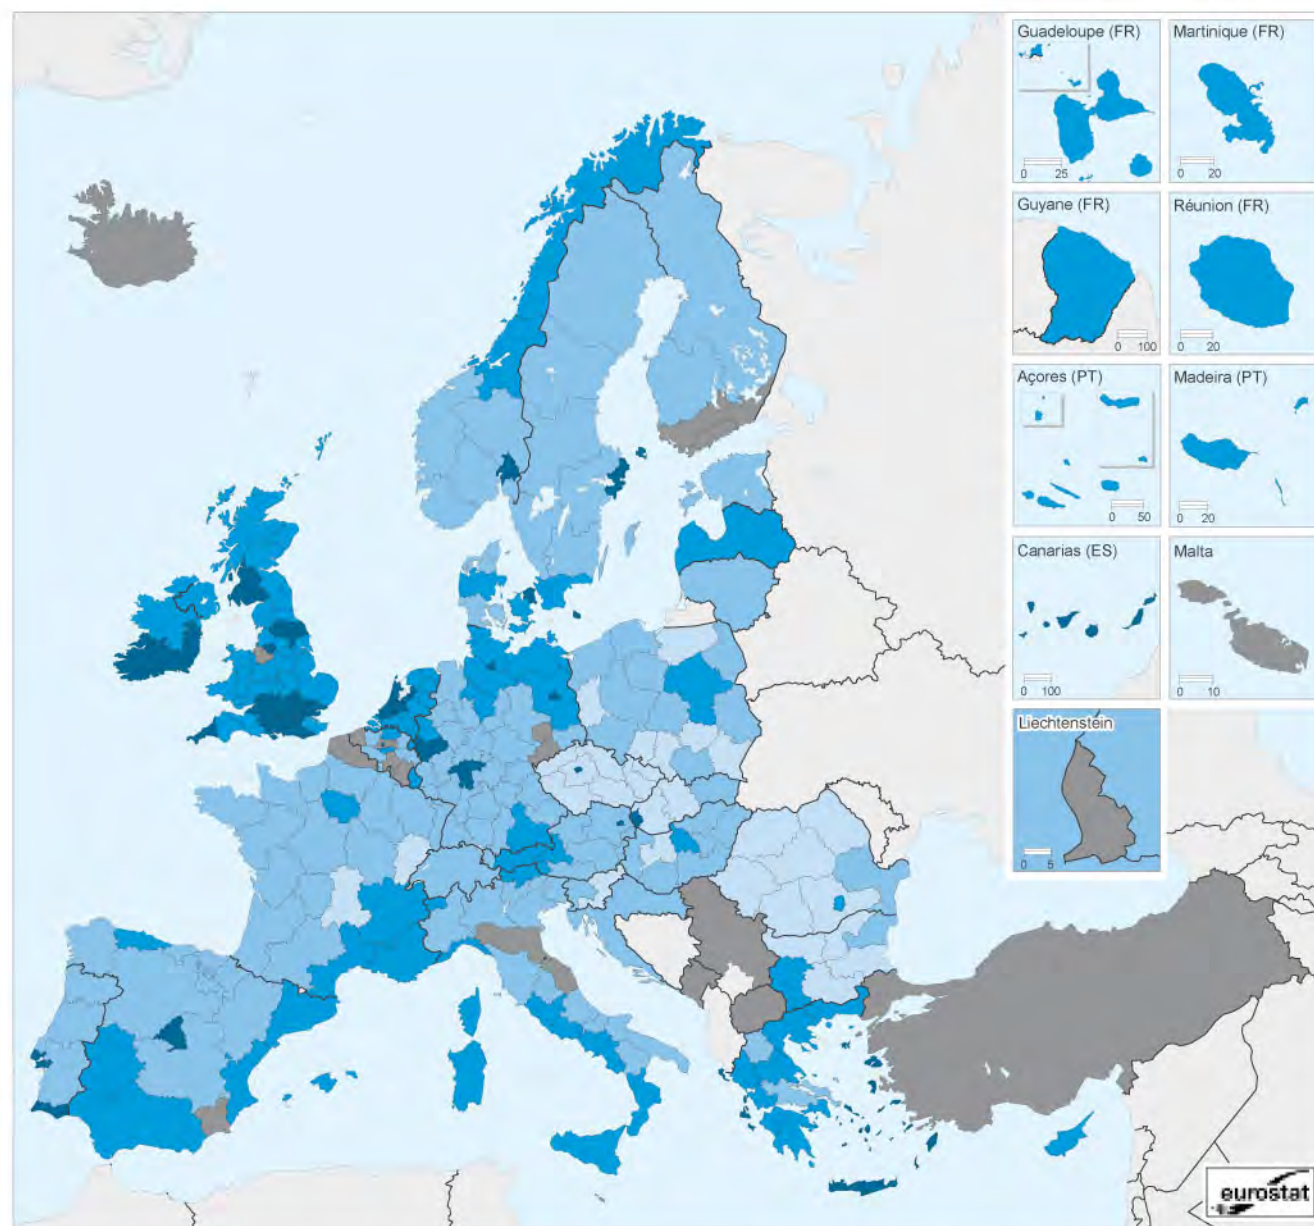 Guadeloupe (FR)
0 25
Martinique (FR)
0 20
Guyane (FR)
0 100
Réunion (FR)
0 20
Açores (PT)
0 50
Madeira (PT)
0 20
Canarias (ES)
0 100
Malta
0 10
Liechtenstein
0 5
eurostat